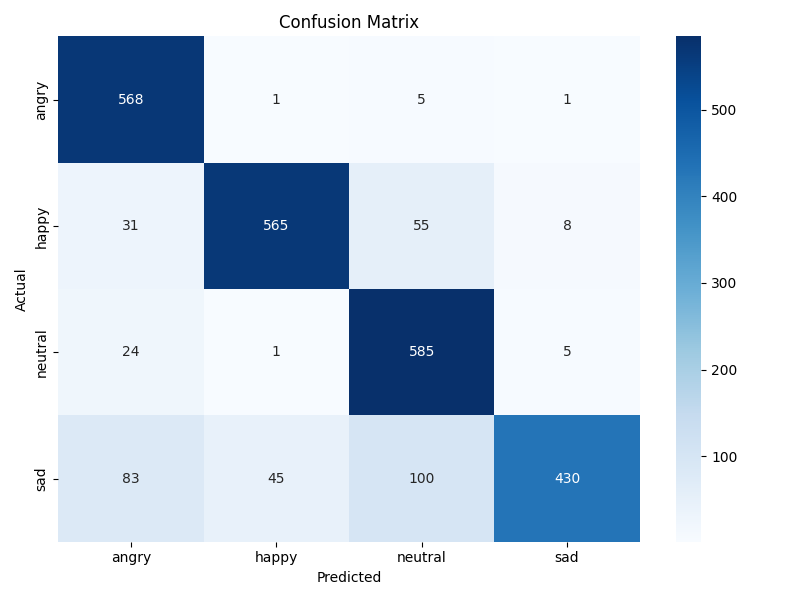 Confusion Matrix
Actual
angry 568 1 5 1
happy 31 565 55 8
neutral 24 1 585 5
sad 83 45 100 430
angry happy neutral sad
Predicted
500
400
300
200
100